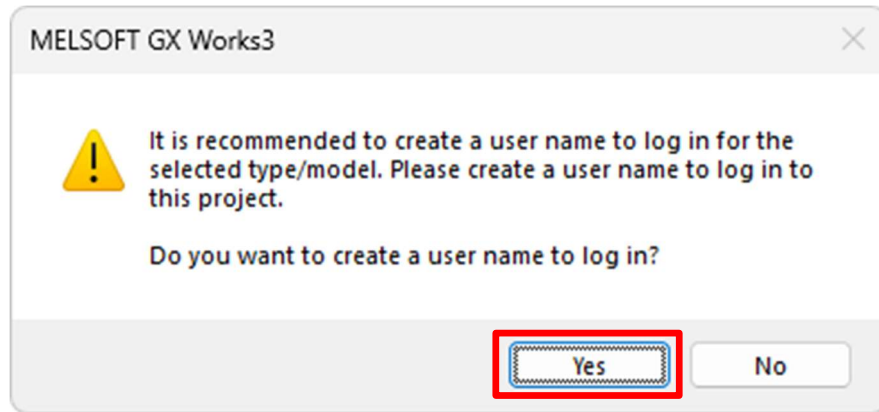 MELSOFT GX Works3
It is recommended to create a user name to log in for the
selected type/model. Please create a user name to log in to
this project.
Do you want to create a user name to log in?
Yes
No